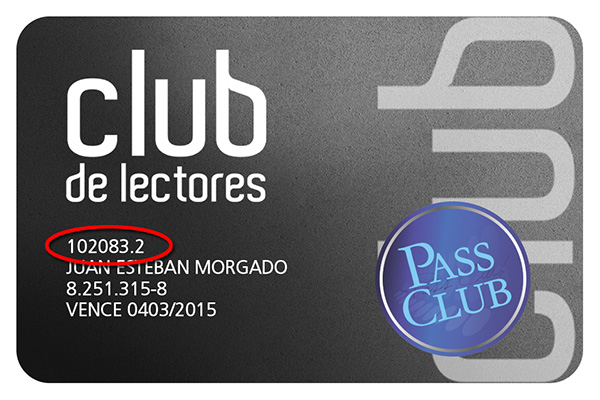 club
de lectores
102083.2
JUAN ESTEBAN MORGADO
8.251.315-8
VENCE 0403/2015
club
PASS
CLUB